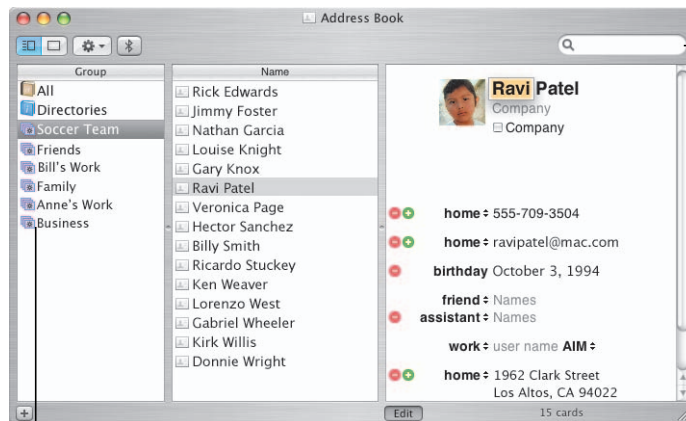 Address Book
Group
All
Directories
Soccer Team
Friends
Bill's Work
Family
Anne's Work
Business
Name
Rick Edwards
Jimmy Foster
Nathan Garcia
Louise Knight
Gary Knox
Ravi Patel
Veronica Page
Hector Sanchez
Billy Smith
Ricardo Stuckey
Ken Weaver
Lorenzo West
Gabriel Wheeler
Kirk Willis
Donnie Wright
Ravi Patel
Company
Company
home 555-709-3504
home ravipatel@mac.com
birthday October 3, 1994
friend Names
assistant Names
work user name AIM
home 1962 Clark Street
Los Altos, CA 94022
Edit
15 cards